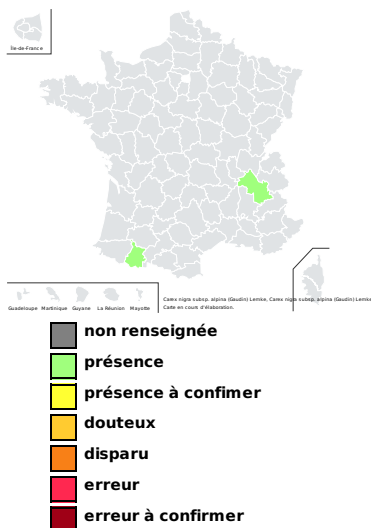 Île-de-France
Guadeloupe Martinique Guyane La Réunion Mayotte
Carex nigra subsp. alpina (Gaudin) Lemke, Carex nigra subsp. alpina (Gaudin) Lemke
Carte en cours d'élaboration.
non renseignée
présence
présence à confimer
douteux
disparu
erreur
erreur à confirmer